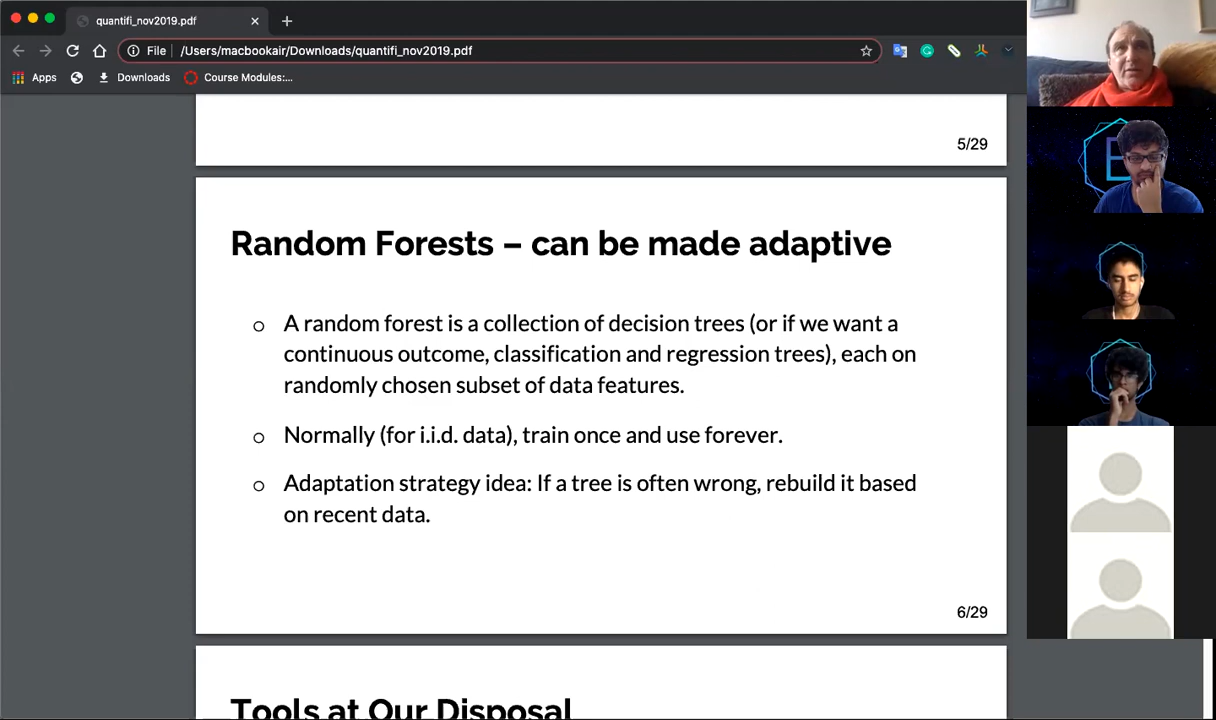 quantifi_nov2019.pdf
File
/Users/macbookair/Downloads/quantifi_nov2019.pdf
Apps
Downloads
Course Modules:...
5/29
Random Forests – can be made adaptive
A random forest is a collection of decision trees (or if we want a
continuous outcome, classification and regression trees), each on
randomly chosen subset of data features.
Normally (for i.i.d. data), train once and use forever.
Adaptation strategy idea: If a tree is often wrong, rebuild it based
on recent data.
6/29
Tools at Our Disposal